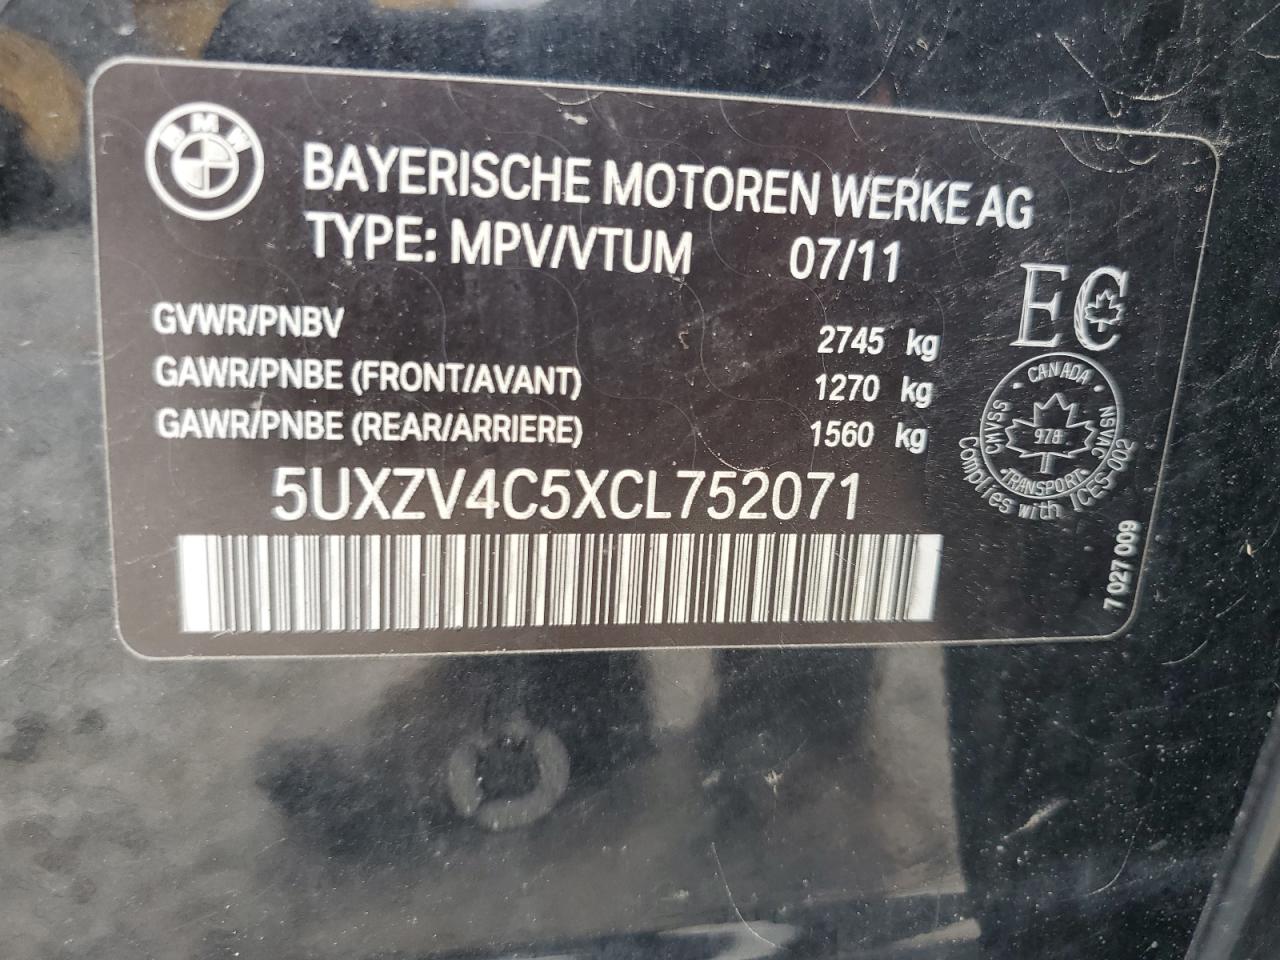 BMW
BAYERISCHE MOTOREN WERKE AG
TYPE: MPV/VTUM 07/11
GVWR/PNBV 2745 kg
GAWR/PNBE (FRONT/AVANT) 1270 kg
GAWR/PNBE (REAR/ARRIERE) 1560 kg
5UXZV4C5XCL752071
EC
CANADA
CMVSS NSVAC
978
TRANSPORT
Complies with ICES-002
7 027 009